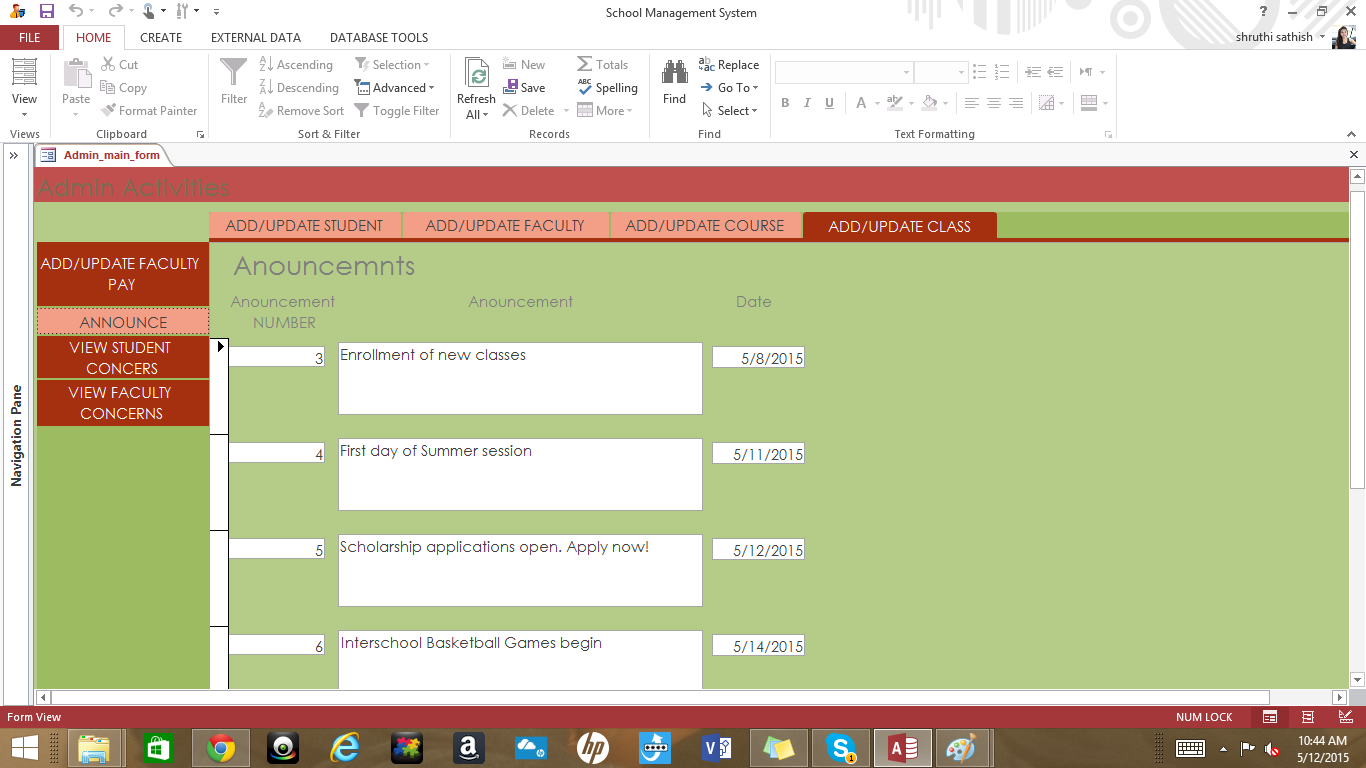 School Management System
?
FILE
HOME
CREATE
EXTERNAL DATA
DATABASE TOOLS
shruthi sathish
View
Views
Paste
Cut
Copy
Format Painter
Clipboard
Filter
Ascending
Descending
Remove Sort
Selection
Advanced
Toggle Filter
Sort & Filter
Refresh
All
New
Save
Delete
Totals
Spelling
More
Records
Find
Replace
Go To
Select
Find
B I U A
Text Formatting
Admin_main_form
Navigation Pane
Admin Activities
ADD/UPDATE STUDENT
ADD/UPDATE FACULTY
ADD/UPDATE COURSE
ADD/UPDATE CLASS
ADD/UPDATE FACULTY
PAY
ANNOUNCE
VIEW STUDENT
CONCERS
VIEW FACULTY
CONCERNS
Anouncemnts
Anouncement
NUMBER
Anouncement
Date
3 Enrollment of new classes 5/8/2015
4 First day of Summer session 5/11/2015
5 Scholarship applications open. Apply now! 5/12/2015
6 Interschool Basketball Games begin 5/14/2015
Form View
NUM LOCK
10:44 AM
5/12/2015